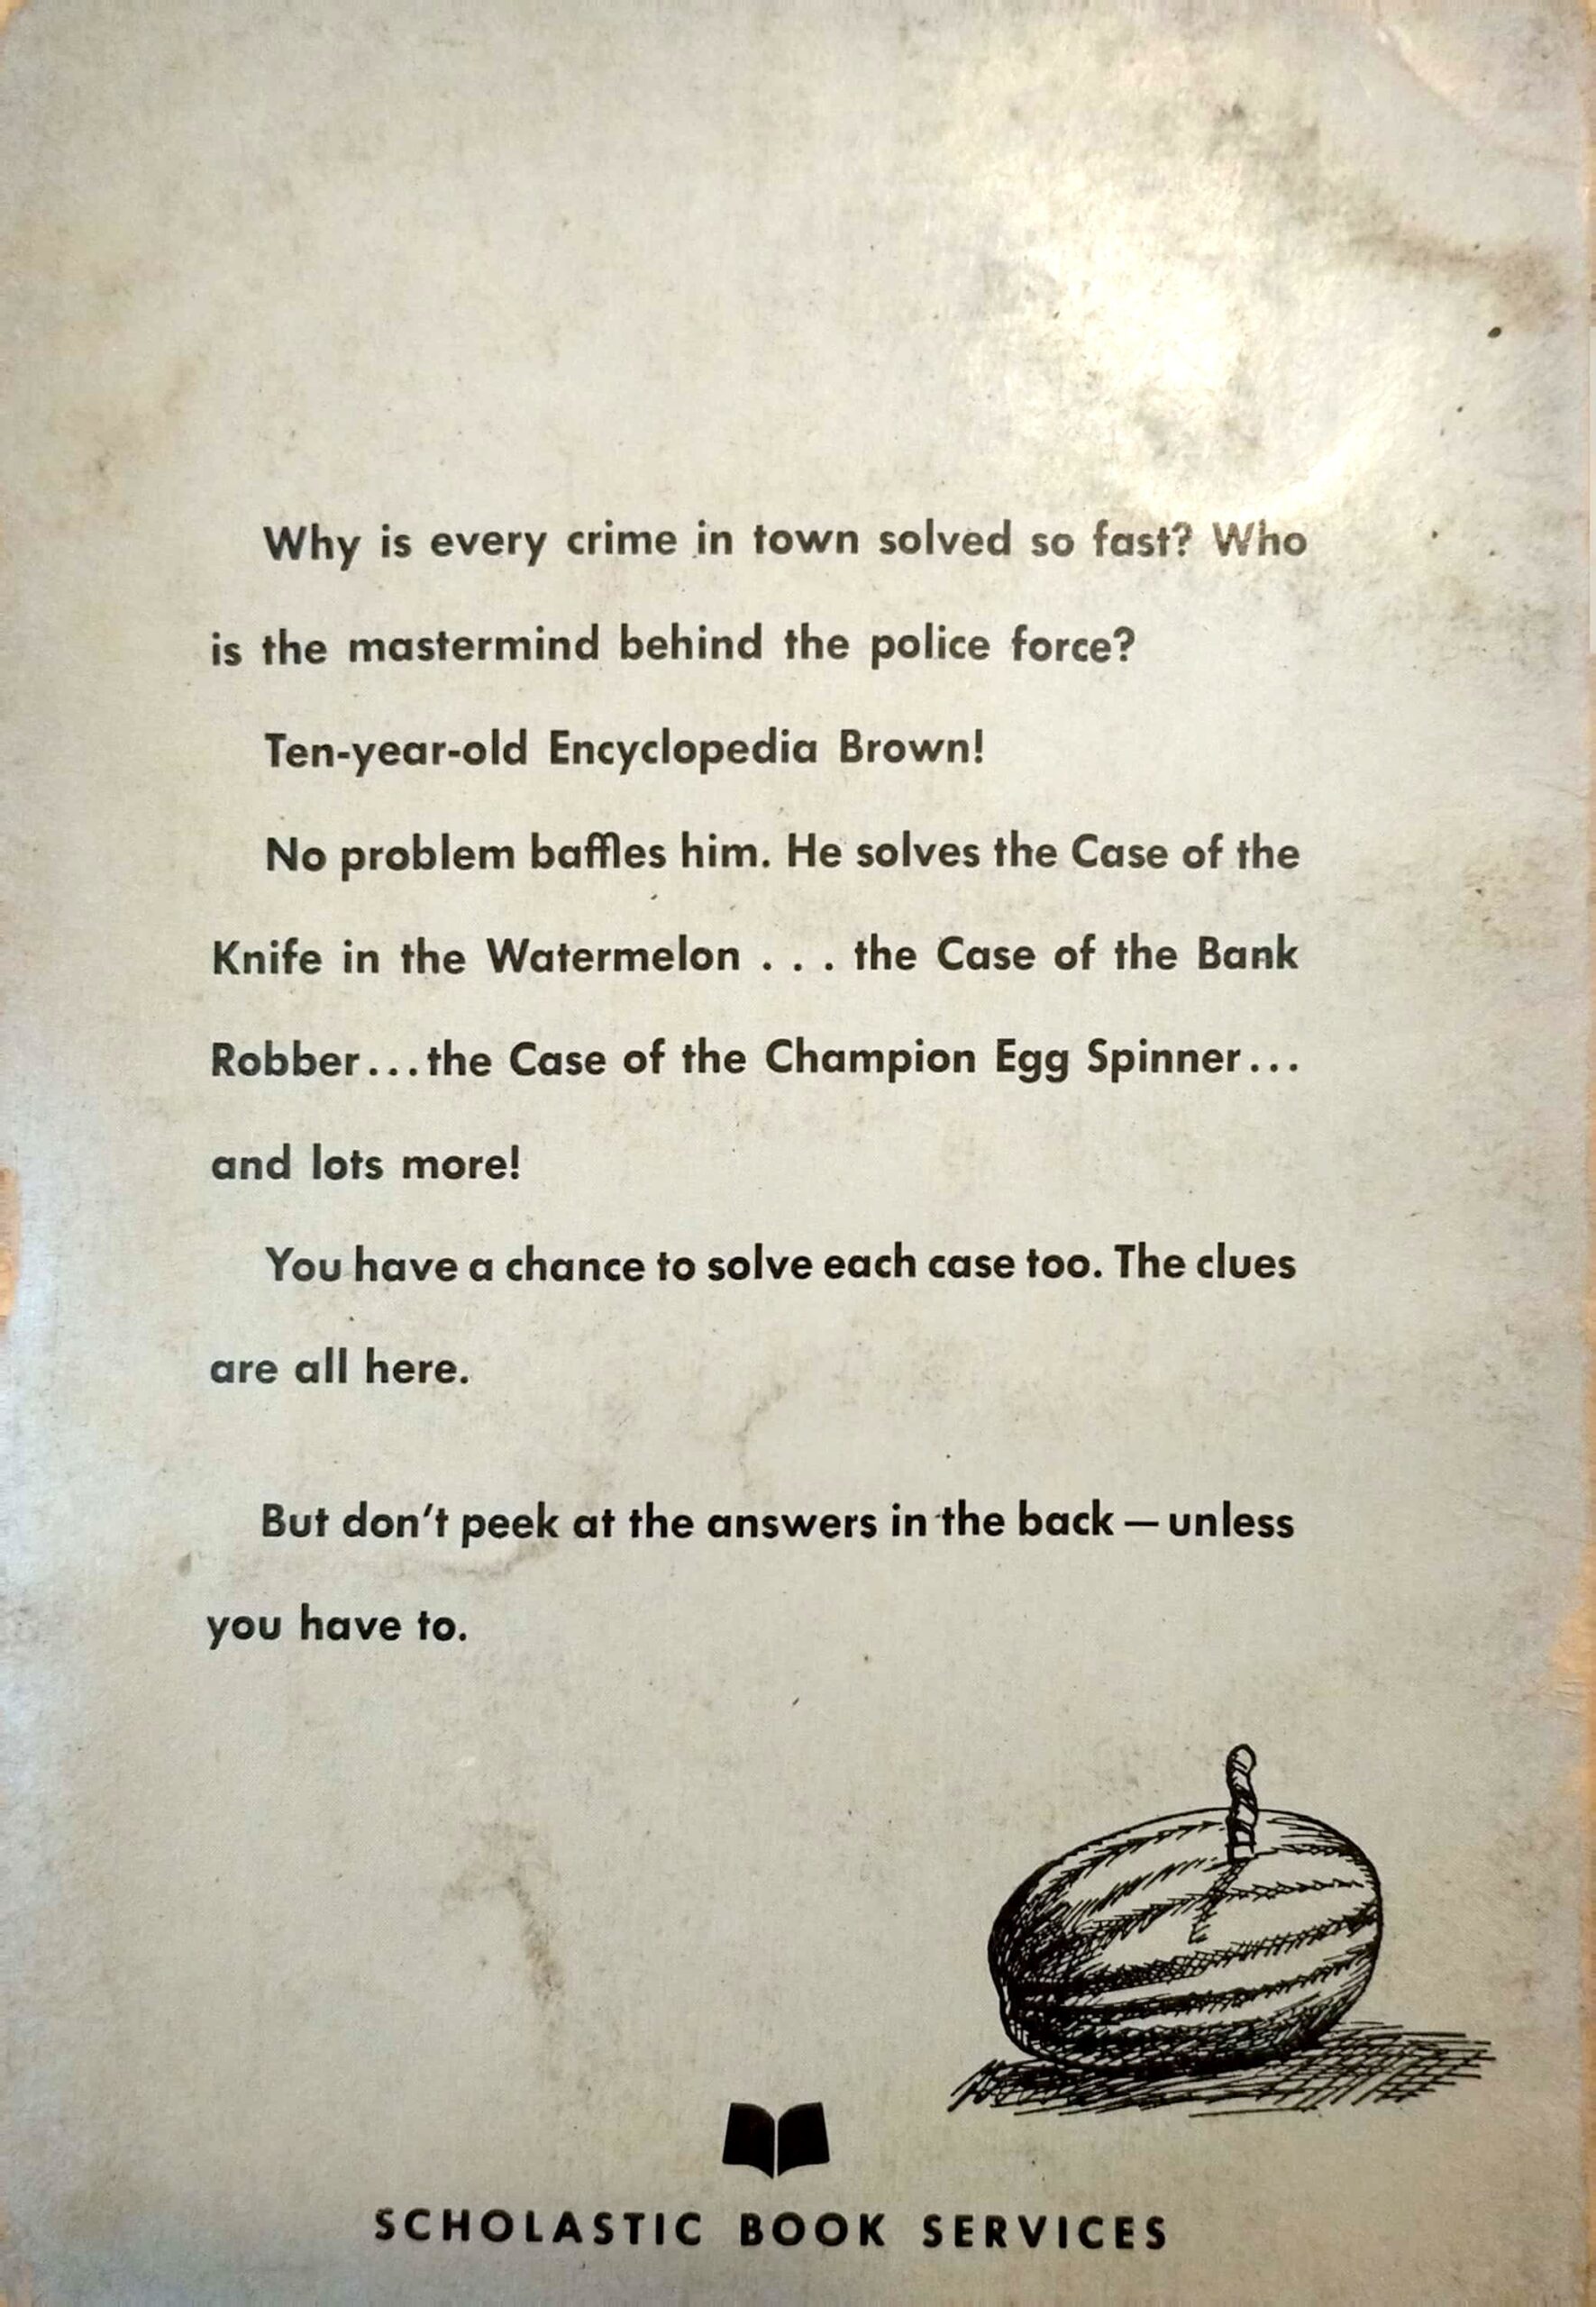 Why is every crime in town solved so fast? Who
is the mastermind behind the police force?
Ten-year-old Encyclopedia Brown!
No problem baffles him. He solves the Case of the
Knife in the Watermelon . . . the Case of the Bank
Robber...the Case of the Champion Egg Spinner...
and lots more!
You have a chance to solve each case too. The clues
are all here.
But don't peek at the answers in the back — unless
you have to.
SCHOLASTIC BOOK SERVICES